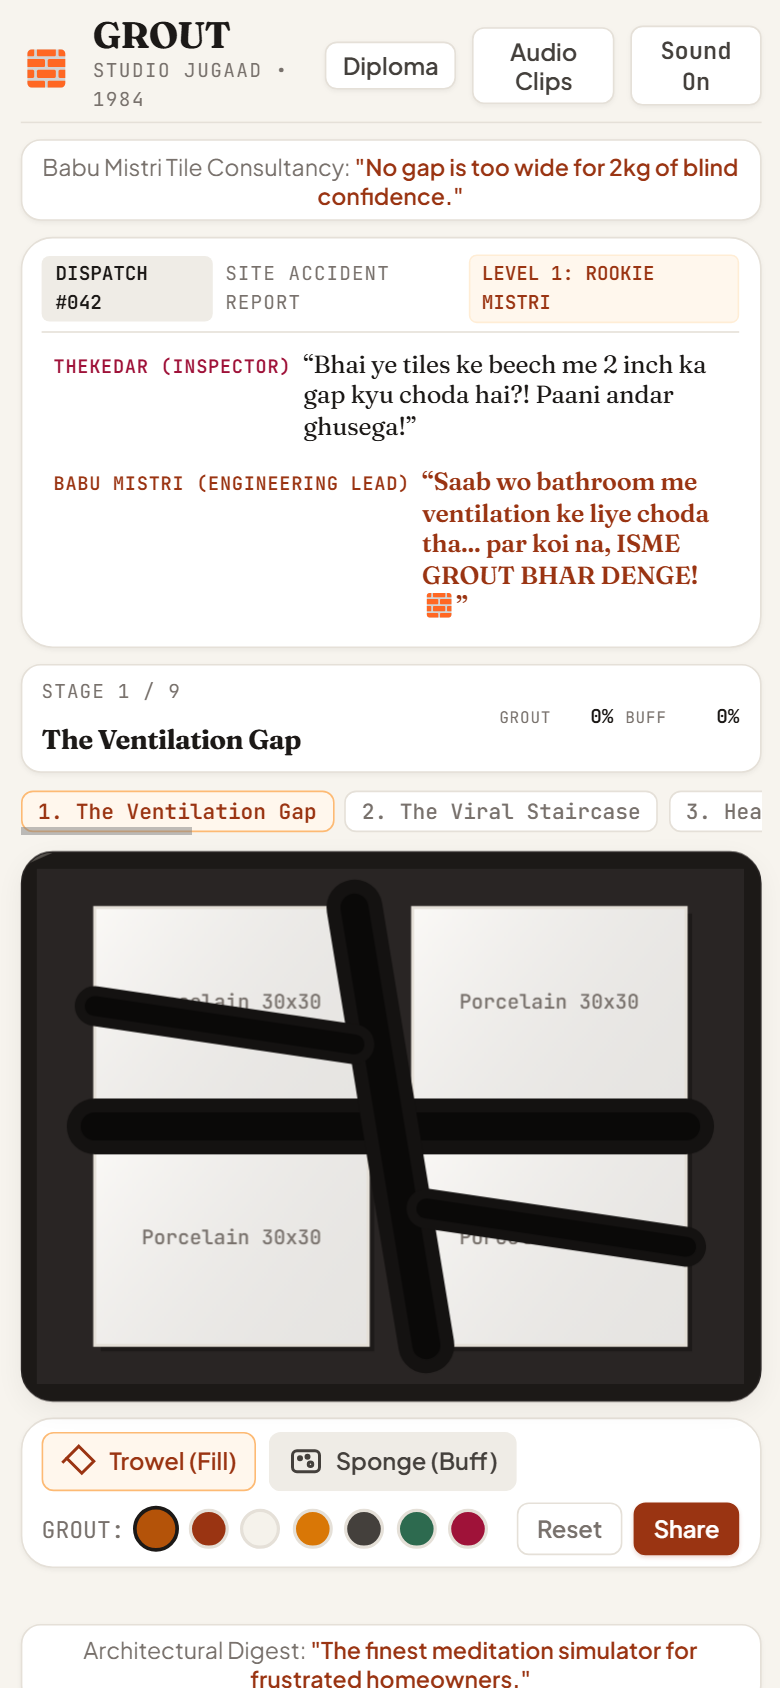 GROUT
STUDIO JUGAAD •
1984
Diploma
Audio
Clips
Sound
On
Babu Mistri Tile Consultancy: "No gap is too wide for 2kg of blind
confidence."
DISPATCH
#042
SITE ACCIDENT
REPORT
LEVEL 1: ROOKIE
MISTRI
THEKEDAR (INSPECTOR) “Bhai ye tiles ke beech me 2 inch ka
gap kyu choda hai?! Paani andar
ghusega!”
BABU MISTRI (ENGINEERING LEAD) “Saab wo bathroom me
ventilation ke liye choda
tha... par koi na, ISME
GROUT BHAR DENGE!
🧱”
STAGE 1 / 9
The Ventilation Gap
GROUT 0% BUFF 0%
1. The Ventilation Gap
2. The Viral Staircase
3. Hea
30x30
Porcelain 30x30
Porcelain 30x30
Trowel (Fill)
Sponge (Buff)
GROUT:
Reset
Share
Architectural Digest: "The finest meditation simulator for
frustrated homeowners."